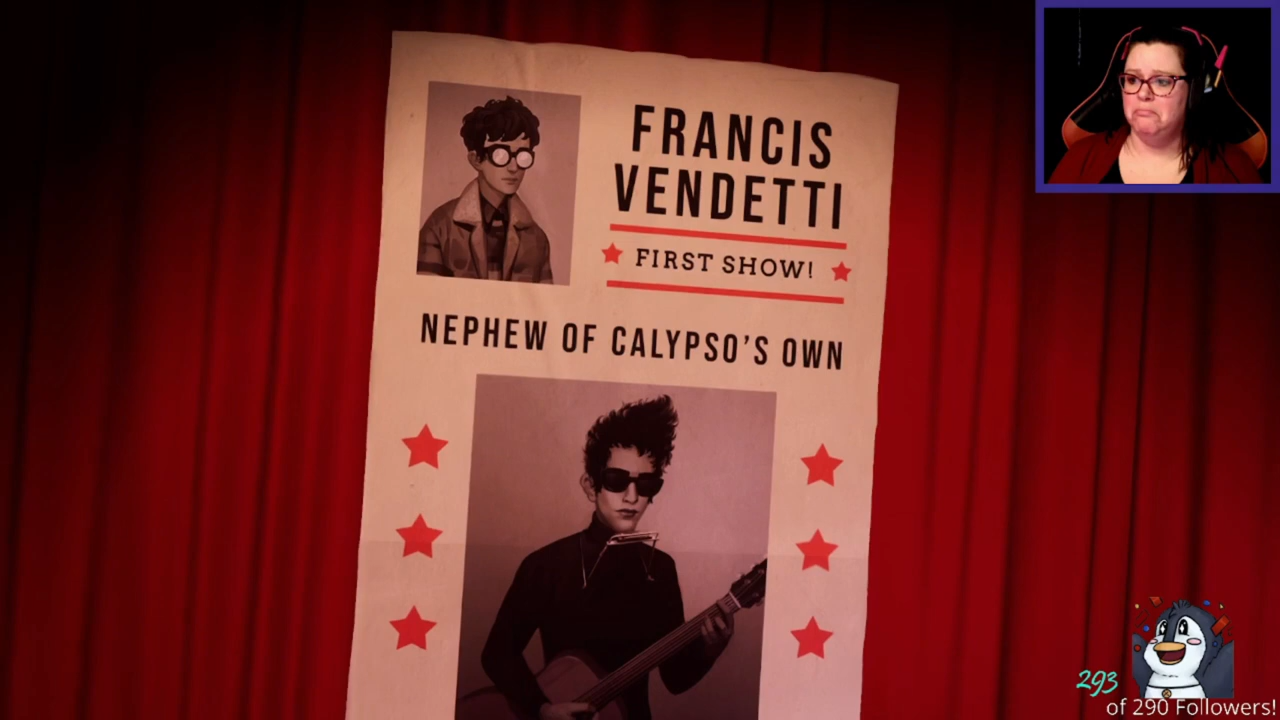 FRANCIS
VENDETTI
FIRST SHOW!
NEPHEW OF CALYPSO'S OWN
293
of 290 Followers!